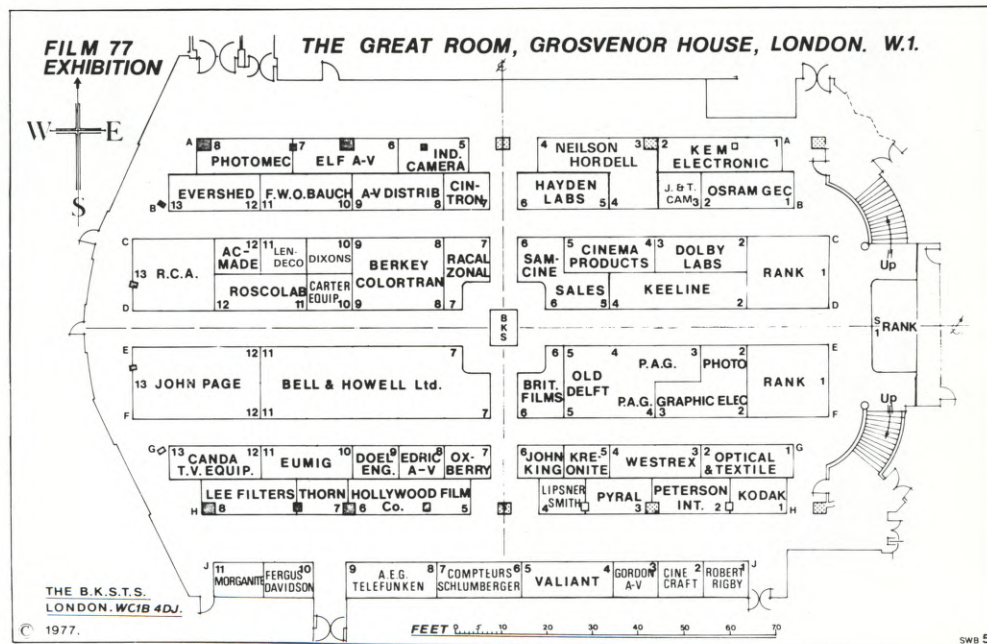 FILM 77
EXHIBITION
THE GREAT ROOM, GROSVENOR HOUSE, LONDON. W.1.
W E
S
A 8 7 6 5 4 3 2 1 A
PHOTOMEC ELF A-V IND.
CAMERA NEILSON
HORDELL KEM
ELECTRONIC
EVERSHED F.W.O.BAUCH A-V DISTRIB CIN-
TRON HAYDEN
LABS J.& T.
CAM OSRAM GEC
B 13 12 11 10 9 8 7 6 5 4 3 2 1 B
C 12 11 10 9 8 7 6 5 4 3 2 C
13 R.C.A. AC-
MADE LEN-
DECO DIXONS BERKEY
COLORTRAN RACAL
ZONAL SAM-
CINE CINEMA
PRODUCTS DOLBY
LABS RANK 1
ROSCOLAB CARTER
EQUIP. SALES KEELINE
D 12 11 10 9 8 7 6 5 4 2 D
Up
BKS
S
1 RANK
E 12 11 7 6 5 4 3 2 E
13 JOHN PAGE BELL & HOWELL Ltd. BRIT.
FILMS OLD
DELFT P.A.G. PHOTO RANK 1
P.A.G. GRAPHIC ELEC
F 12 11 7 6 5 4 3 2 F
Up
G 13 12 11 10 9 8 7 6 5 4 3 2 1 G
CANDA
T.V. EQUIP. EUMIG DOEL
ENG. EDRIC
A-V OX-
BERRY JOHN
KING KRE-
ONITE WESTREX OPTICAL
& TEXTILE
LEE FILTERS THORN HOLLYWOOD FILM
Co. LIPSNER
SMITH PYRAL PETERSON
INT. KODAK
H 8 7 6 5 4 3 2 1 H
J 11 10 9 8 7 6 5 4 3 2 1 J
MORGANITE FERGUS
DAVIDSON A.E.G.
TELEFUNKEN COMPTEURS
SCHLUMBERGER VALIANT GORDON
A-V CINE
CRAFT ROBERT
RIGBY
THE B.K.S.T.S.
LONDON. WC1B 4DJ.
© 1977.
FEET 0 5 10 20 30 40 50 60 70
SWB 5